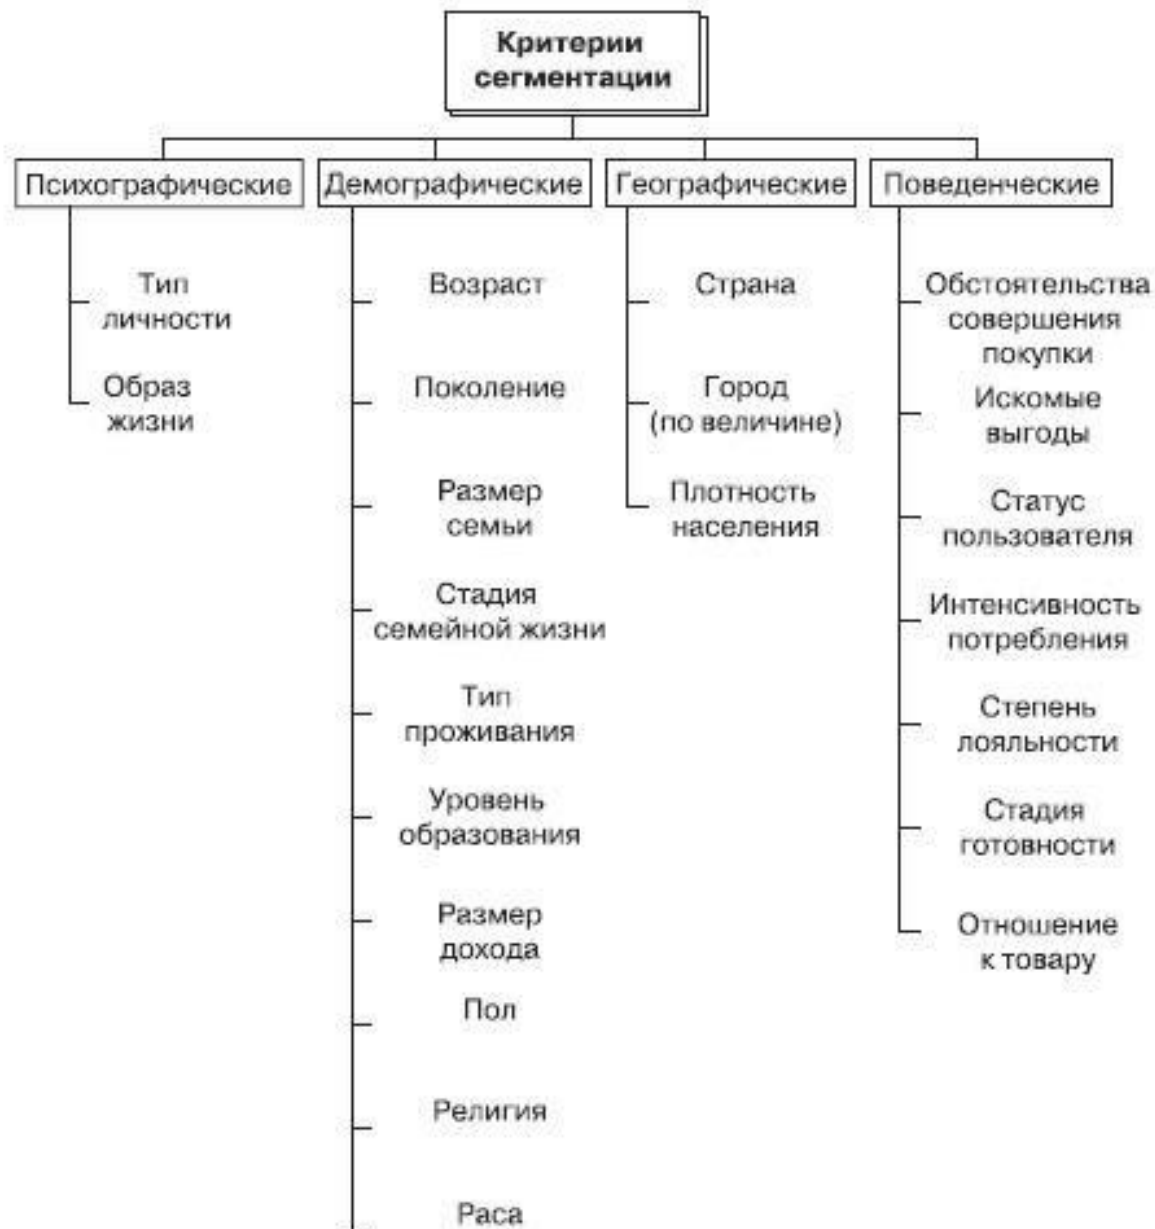 Критерии
сегментации
Психографические
Тип
личности
Образ
жизни
Демографические
Возраст
Поколение
Размер
семьи
Стадия
семейной жизни
Тип
проживания
Уровень
образования
Размер
дохода
Пол
Религия
Раса
Географические
Страна
Город
(по величине)
Плотность
населения
Поведенческие
Обстоятельства
совершения
покупки
Искомые
выгоды
Статус
пользователя
Интенсивность
потребления
Степень
лояльности
Стадия
готовности
Отношение
к товару